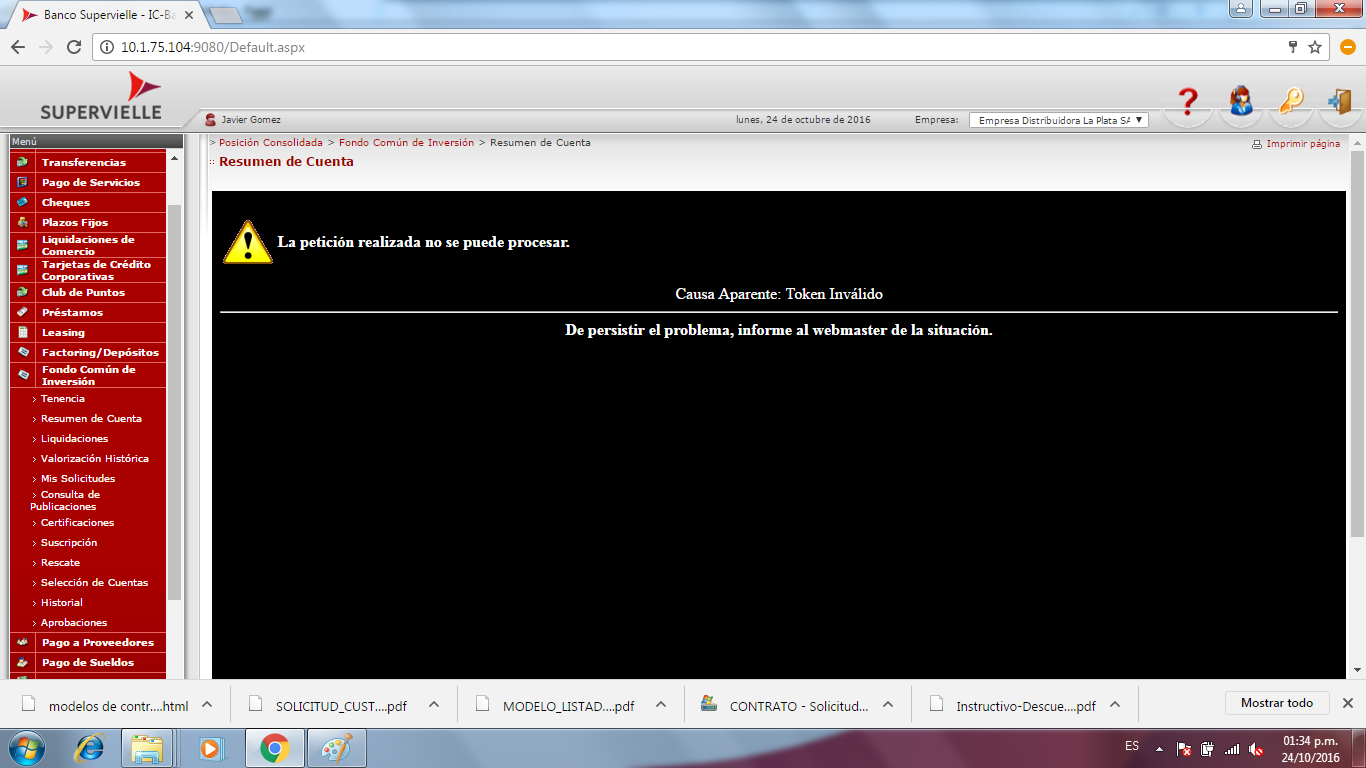 Banco Supervielle - IC-Ba
10.1.75.104:9080/Default.aspx
SUPERVIELLE
Javier Gomez
lunes, 24 de octubre de 2016
Empresa:
Empresa Distribuidora La Plata SA
Menú
Transferencias
Pago de Servicios
Cheques
Plazos Fijos
Liquidaciones de
Comercio
Tarjetas de Crédito
Corporativas
Club de Puntos
Préstamos
Leasing
Factoring/Depósitos
Fondo Común de
Inversión
> Tenencia
> Resumen de Cuenta
> Liquidaciones
> Valorización Histórica
> Mis Solicitudes
> Consulta de
Publicaciones
> Certificaciones
> Suscripción
> Rescate
> Selección de Cuentas
> Historial
> Aprobaciones
Pago a Proveedores
Pago de Sueldos
> Posición Consolidada > Fondo Común de Inversión > Resumen de Cuenta
Imprimir página
:: Resumen de Cuenta
La petición realizada no se puede procesar.
Causa Aparente: Token Inválido
De persistir el problema, informe al webmaster de la situación.
modelos de contr....html
SOLICITUD_CUST....pdf
MODELO_LISTAD....pdf
CONTRATO - Solicitud...
Instructivo-Descue....pdf
Mostrar todo
ES
01:34 p.m.
24/10/2016